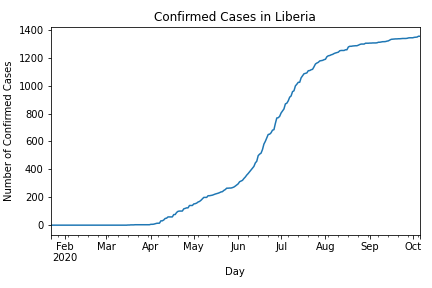 Confirmed Cases in Liberia
Number of Confirmed Cases
1400
1200
1000
800
600
400
200
0
Feb Mar Apr May Jun Jul Aug Sep Oct
2020
Day